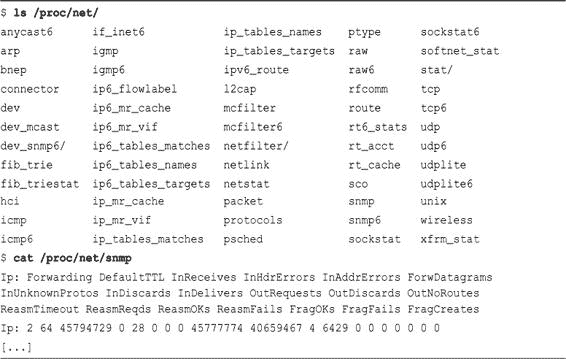 $ ls /proc/net/
anycast6 if_inet6 ip_tables_names ptype sockstat6
arp igmp ip_tables_targets raw softnet_stat
bnep igmp6 ipv6_route raw6 stat/
connector ip6_flowlabel l2cap rfcomm tcp
dev ip6_mr_cache mcfilter route tcp6
dev_mcast ip6_mr_vif mcfilter6 rt6_stats udp
dev_snmp6/ ip6_tables_matches netfilter/ rt_acct udp6
fib_trie ip6_tables_names netlink rt_cache udplite
fib_triestat ip6_tables_targets netstat sco udplite6
hci ip_mr_cache packet snmp unix
icmp ip_mr_vif protocols snmp6 wireless
icmp6 ip_tables_matches psched sockstat xfrm_stat
$ cat /proc/net/snmp
Ip: Forwarding DefaultTTL InReceives InHdrErrors InAddrErrors ForwDatagrams
InUnknownProtos InDiscards InDelivers OutRequests OutDiscards OutNoRoutes
ReasmTimeout ReasmReqds ReasmOKs ReasmFails FragOKs FragFails FragCreates
Ip: 2 64 45794729 0 28 0 0 0 45777774 40659467 4 6429 0 0 0 0 0 0 0
[...]